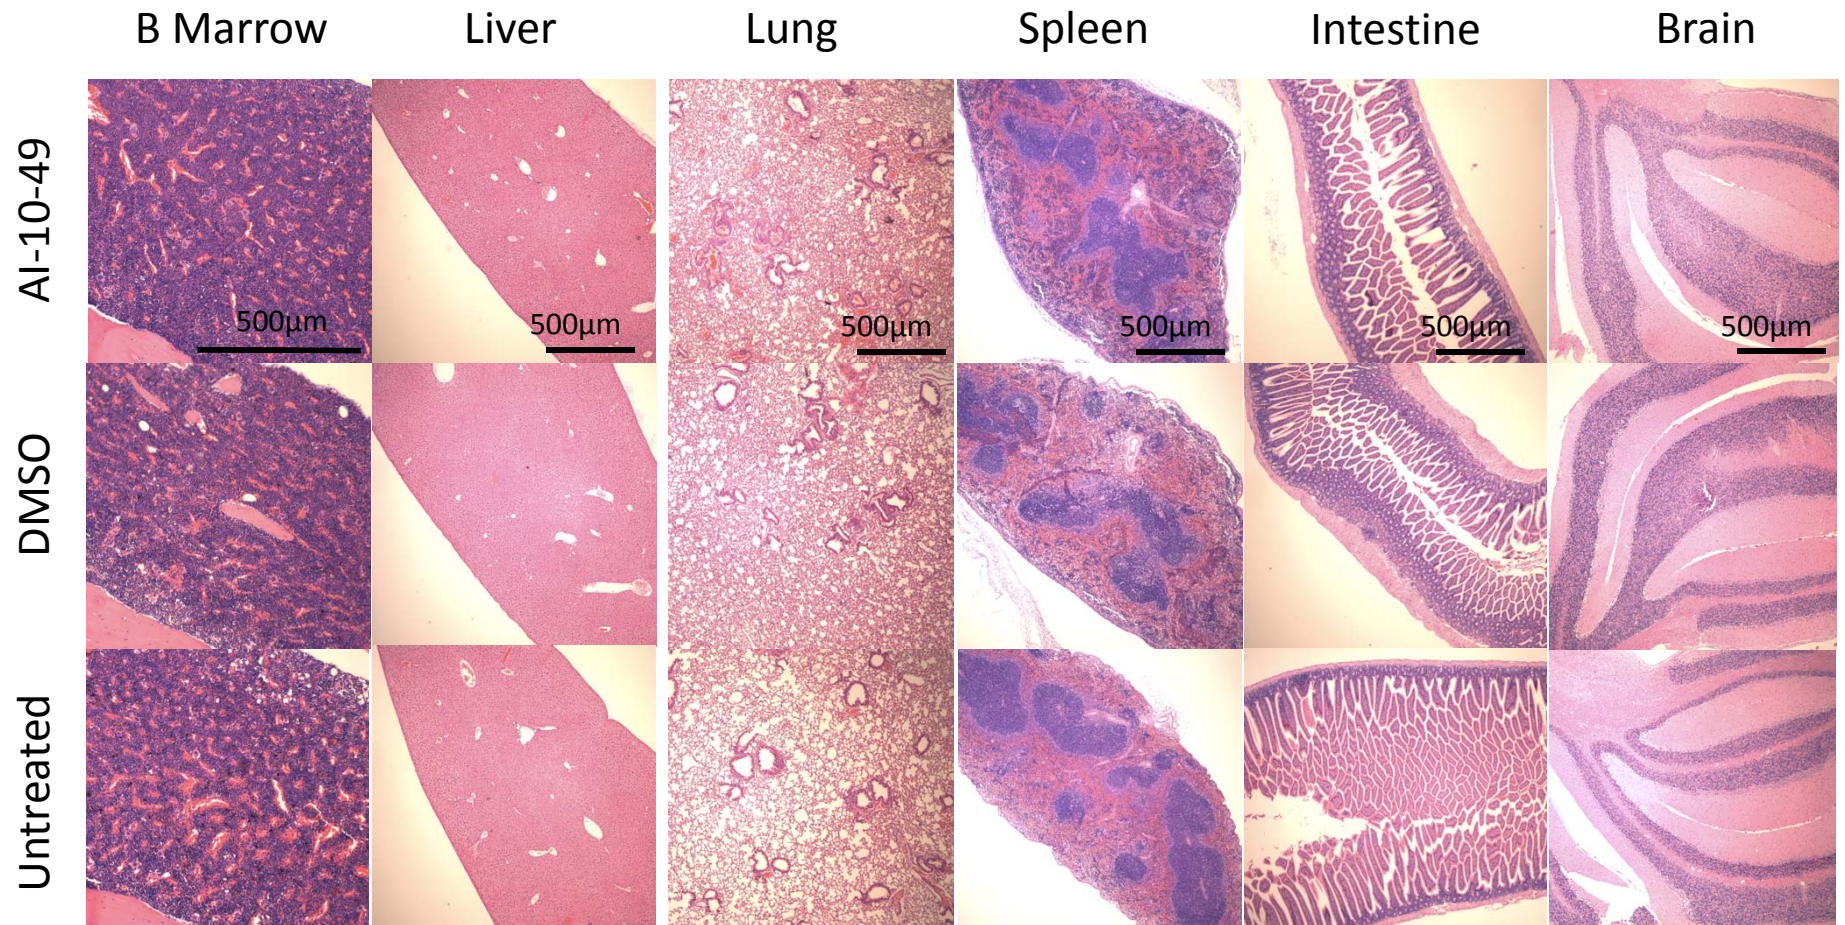 B Marrow Liver Lung Spleen Intestine Brain
AI-10-49
500µm 500µm 500µm 500µm 500µm 500µm
DMSO
Untreated